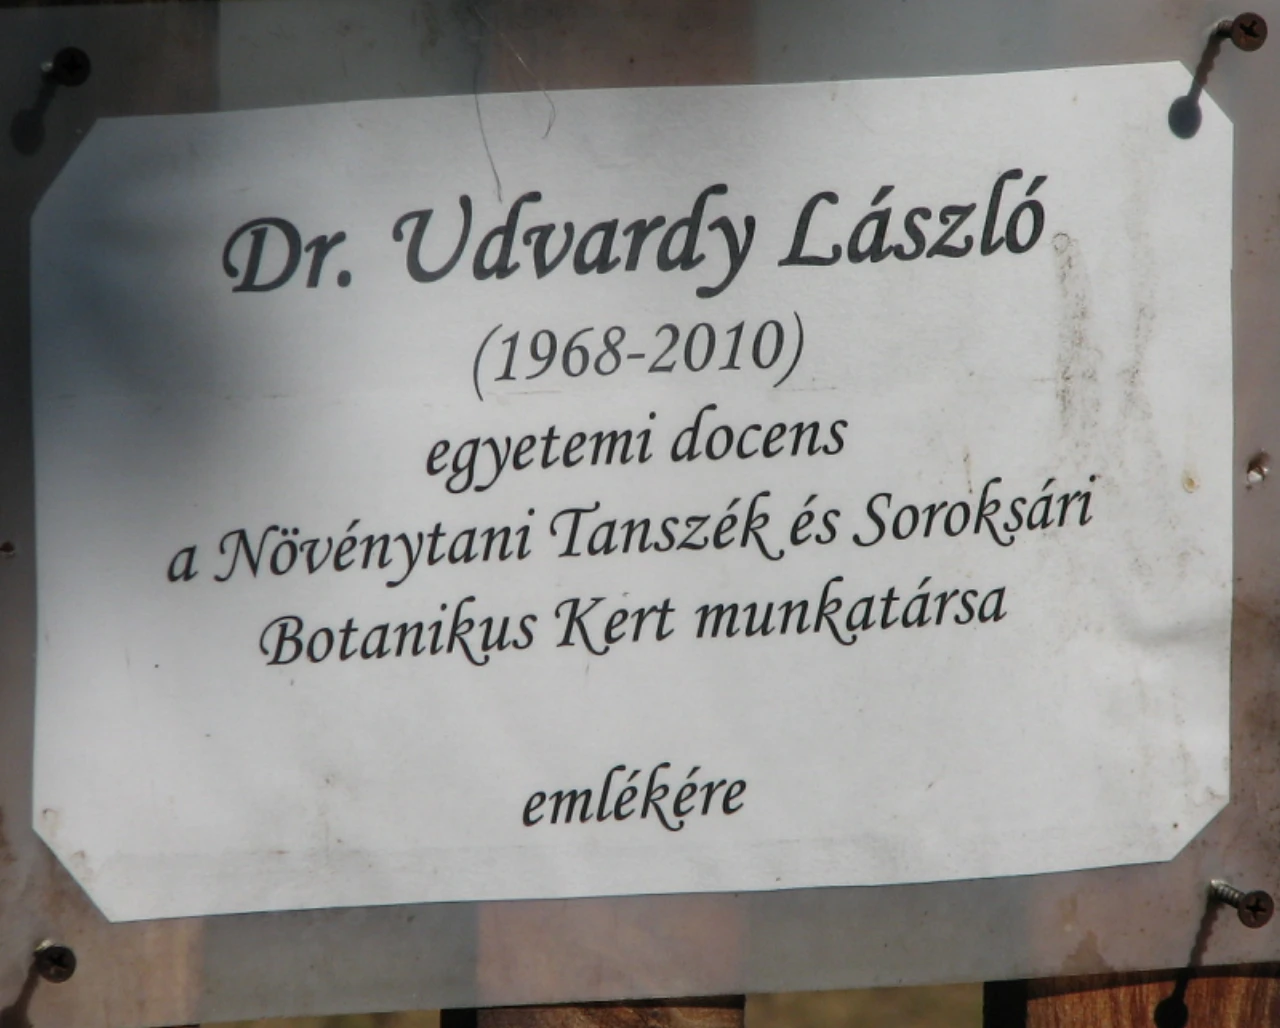 Dr. Udvardy László
(1968-2010)
egyetemi docens
a Növénytani Tanszék és Soroksári
Botanikus Kert munkatársa
emlékére